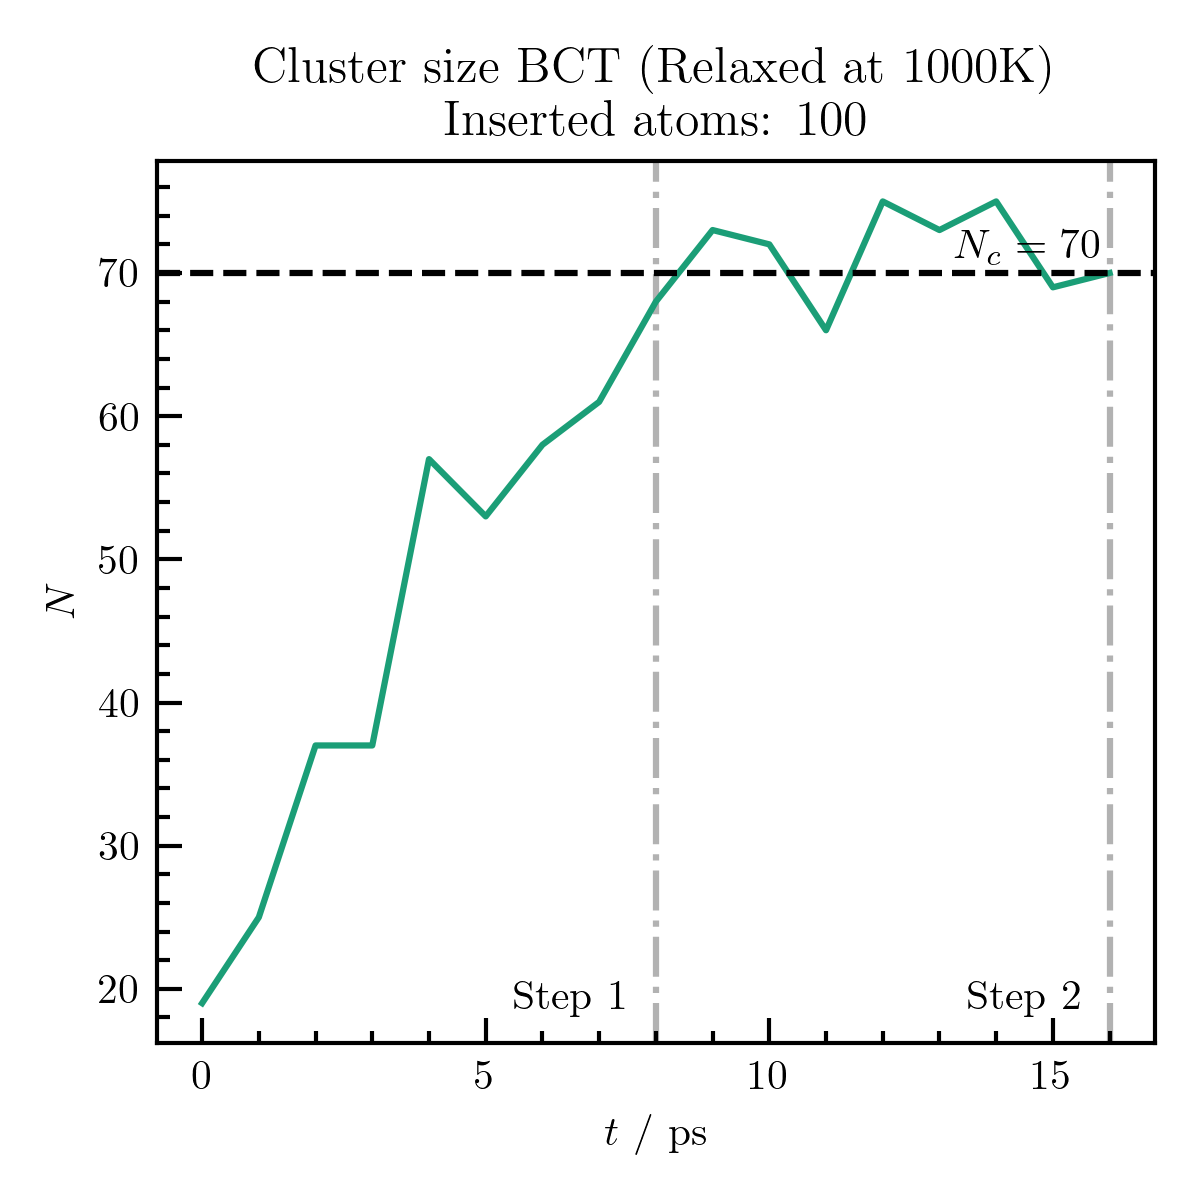 Cluster size BCT (Relaxed at 1000K)
Inserted atoms: 100
N_c = 70
70
60
50
40
30
20
N
Step 1
Step 2
0 5 10 15
t / ps